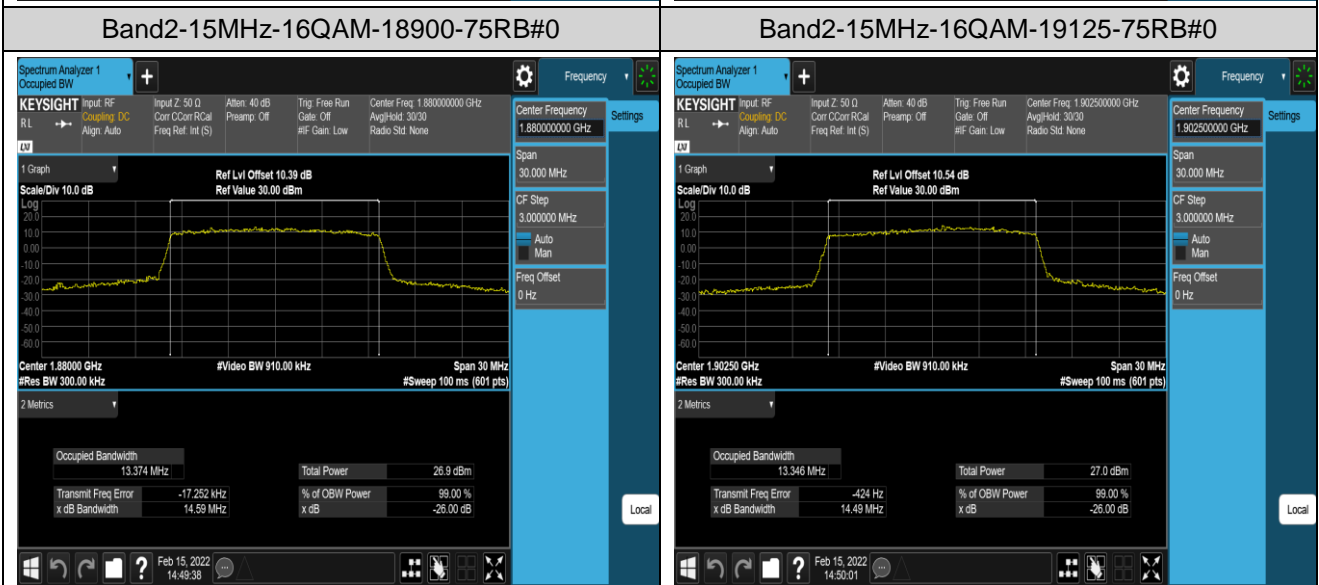 Band2-15MHz-16QAM-18900-75RB#0
Spectrum Analyzer 1
Occupied BW
Frequency
KEYSIGHT
Input: RF
Input Z: 50 Ω
Atten: 40 dB
Trig: Free Run
Center Freq: 1.880000000 GHz
RL
Coupling: DC
Corr CCorr RCal
Preamp: Off
Gate: Off
Avg|Hold: 30/30
Align: Auto
Freq Ref: Int (S)
#IF Gain: Low
Radio Std: None
LXI
Center Frequency
1.880000000 GHz
Settings
Span
30.000 MHz
CF Step
3.000000 MHz
Auto
Man
Freq Offset
0 Hz
1 Graph
Ref Lvl Offset 10.39 dB
Scale/Div 10.0 dB
Ref Value 30.00 dBm
Log
20.0
10.0
0.00
-10.0
-20.0
-30.0
-40.0
-50.0
-60.0
Center 1.88000 GHz
#Video BW 910.00 kHz
Span 30 MHz
#Res BW 300.00 kHz
#Sweep 100 ms (601 pts)
2 Metrics
Occupied Bandwidth
13.374 MHz
Total Power 26.9 dBm
Transmit Freq Error -17.252 kHz
% of OBW Power 99.00 %
x dB Bandwidth 14.59 MHz
x dB -26.00 dB
Local
?
Feb 15, 2022
14:49:38
Band2-15MHz-16QAM-19125-75RB#0
Spectrum Analyzer 1
Occupied BW
Frequency
KEYSIGHT
Input: RF
Input Z: 50 Ω
Atten: 40 dB
Trig: Free Run
Center Freq: 1.902500000 GHz
RL
Coupling: DC
Corr CCorr RCal
Preamp: Off
Gate: Off
Avg|Hold: 30/30
Align: Auto
Freq Ref: Int (S)
#IF Gain: Low
Radio Std: None
LXI
Center Frequency
1.902500000 GHz
Settings
Span
30.000 MHz
CF Step
3.000000 MHz
Auto
Man
Freq Offset
0 Hz
1 Graph
Ref Lvl Offset 10.54 dB
Scale/Div 10.0 dB
Ref Value 30.00 dBm
Log
20.0
10.0
0.00
-10.0
-20.0
-30.0
-40.0
-50.0
-60.0
Center 1.90250 GHz
#Video BW 910.00 kHz
Span 30 MHz
#Res BW 300.00 kHz
#Sweep 100 ms (601 pts)
2 Metrics
Occupied Bandwidth
13.346 MHz
Total Power 27.0 dBm
Transmit Freq Error -424 Hz
% of OBW Power 99.00 %
x dB Bandwidth 14.49 MHz
x dB -26.00 dB
Local
?
Feb 15, 2022
14:50:01